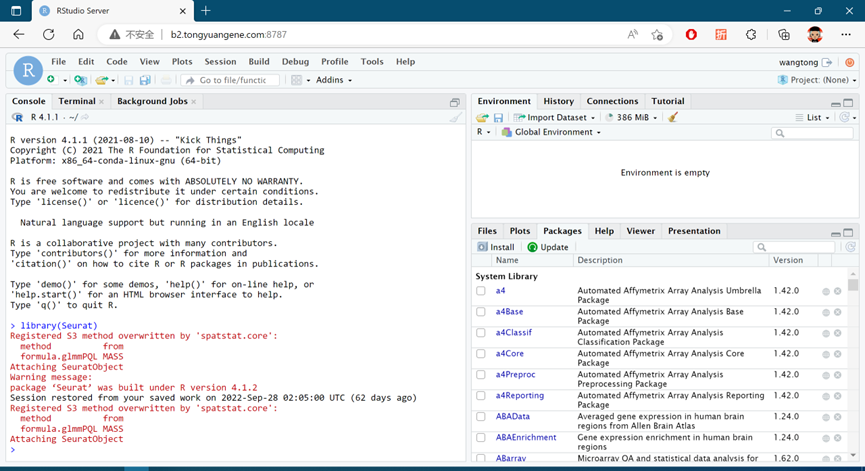 RStudio Server
不安全
b2.tongyuangene.com:8787
File Edit Code View Plots Session Build Debug Profile Tools Help
Go to file/functic
Addins
wangtong
Project: (None)
Console Terminal Background Jobs
R 4.1.1 · ~/
R version 4.1.1 (2021-08-10) -- "Kick Things"
Copyright (C) 2021 The R Foundation for Statistical Computing
Platform: x86_64-conda-linux-gnu (64-bit)
R is free software and comes with ABSOLUTELY NO WARRANTY.
You are welcome to redistribute it under certain conditions.
Type 'license()' or 'licence()' for distribution details.
Natural language support but running in an English locale
R is a collaborative project with many contributors.
Type 'contributors()' for more information and
'citation()' on how to cite R or R packages in publications.
Type 'demo()' for some demos, 'help()' for on-line help, or
'help.start()' for an HTML browser interface to help.
Type 'q()' to quit R.
> library(Seurat)
Registered S3 method overwritten by 'spatstat.core':
method from
formula.glmmPQL MASS
Attaching SeuratObject
Warning message:
package ‘Seurat’ was built under R version 4.1.2
Session restored from your saved work on 2022-Sep-28 02:05:00 UTC (62 days ago)
Registered S3 method overwritten by 'spatstat.core':
method from
formula.glmmPQL MASS
Attaching SeuratObject
>
Environment History Connections Tutorial
Import Dataset 386 MiB List
R Global Environment
Environment is empty
Files Plots Packages Help Viewer Presentation
Install Update
Name Description Version
System Library
a4 Automated Affymetrix Array Analysis Umbrella 1.42.0
Package
a4Base Automated Affymetrix Array Analysis Base 1.42.0
Package
a4Classif Automated Affymetrix Array Analysis 1.42.0
Classification Package
a4Core Automated Affymetrix Array Analysis Core 1.42.0
Package
a4Preproc Automated Affymetrix Array Analysis 1.42.0
Preprocessing Package
a4Reporting Automated Affymetrix Array Analysis Reporting 1.42.0
Package
ABAData Averaged gene expression in human brain 1.24.0
regions from Allen Brain Atlas
ABAEnrichment Gene expression enrichment in human brain 1.24.0
regions
ABarray Microarray QA and statistical data analysis for 1.62.0